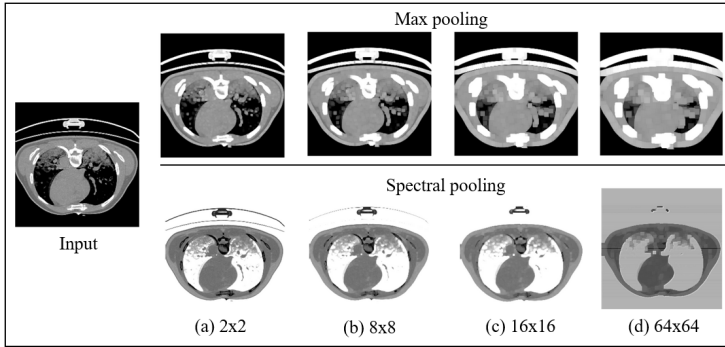 Max pooling
Input
Spectral pooling
(a) 2x2
(b) 8x8
(c) 16x16
(d) 64x64